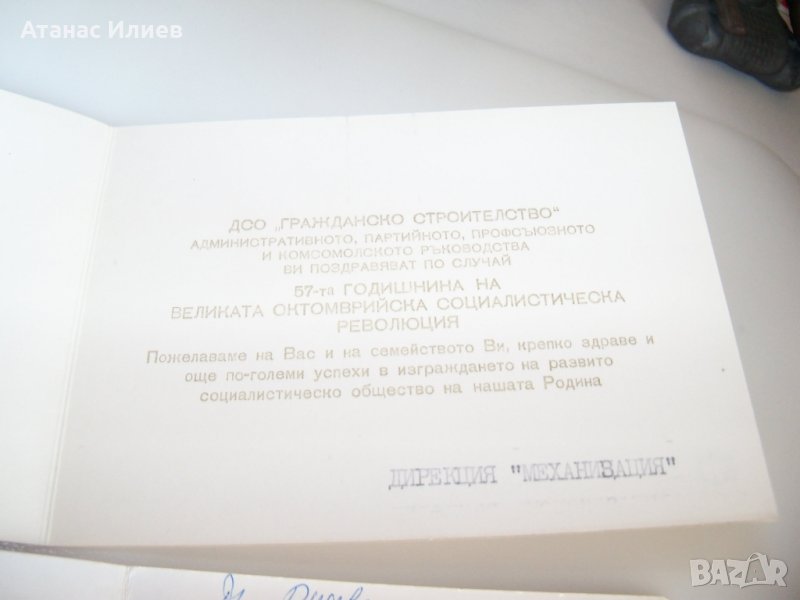 Атанас Илиев
ДСО „ГРАЖДАНСКО СТРОИТЕЛСТВО“
АДМИНИСТРАТИВНОТО, ПАРТИЙНОТО, ПРОФСЪЮЗНОТО
И КОМСОМОЛСКОТО РЪКОВОДСТВА
ВИ ПОЗДРАВЯВАТ ПО СЛУЧАЙ
57-та ГОДИШНИНА НА
ВЕЛИКАТА ОКТОМВРИЙСКА СОЦИАЛИСТИЧЕСКА
РЕВОЛЮЦИЯ
Пожелаваме на Вас и на семейството Ви, крепко здраве и
още по-големи успехи в изграждането на развито
социалистическо общество на нашата Родина
ДИРЕКЦИЯ "МЕХАНИЗАЦИЯ"
BAZAR